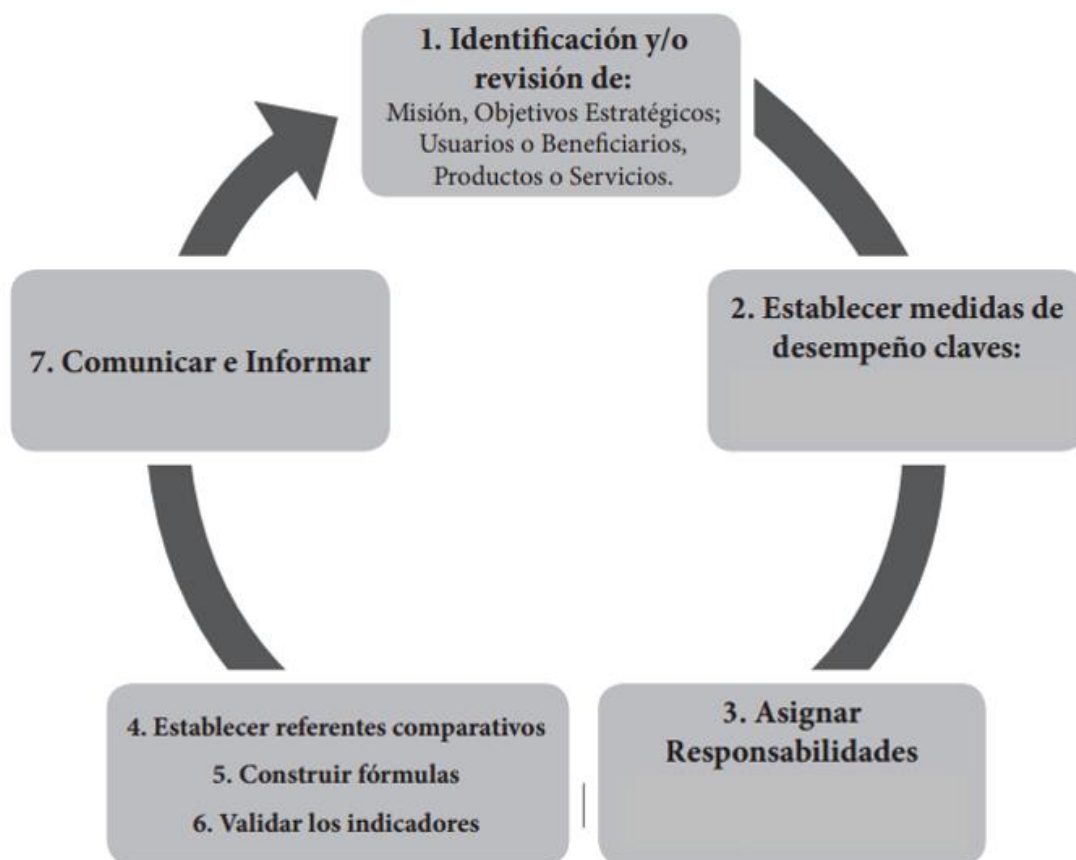 1. Identificación y/o
revisión de:
Misión, Objetivos Estratégicos;
Usuarios o Beneficiarios,
Productos o Servicios.
2. Establecer medidas de
desempeño claves:
3. Asignar
Responsabilidades
4. Establecer referentes comparativos
5. Construir fórmulas
6. Validar los indicadores
7. Comunicar e Informar